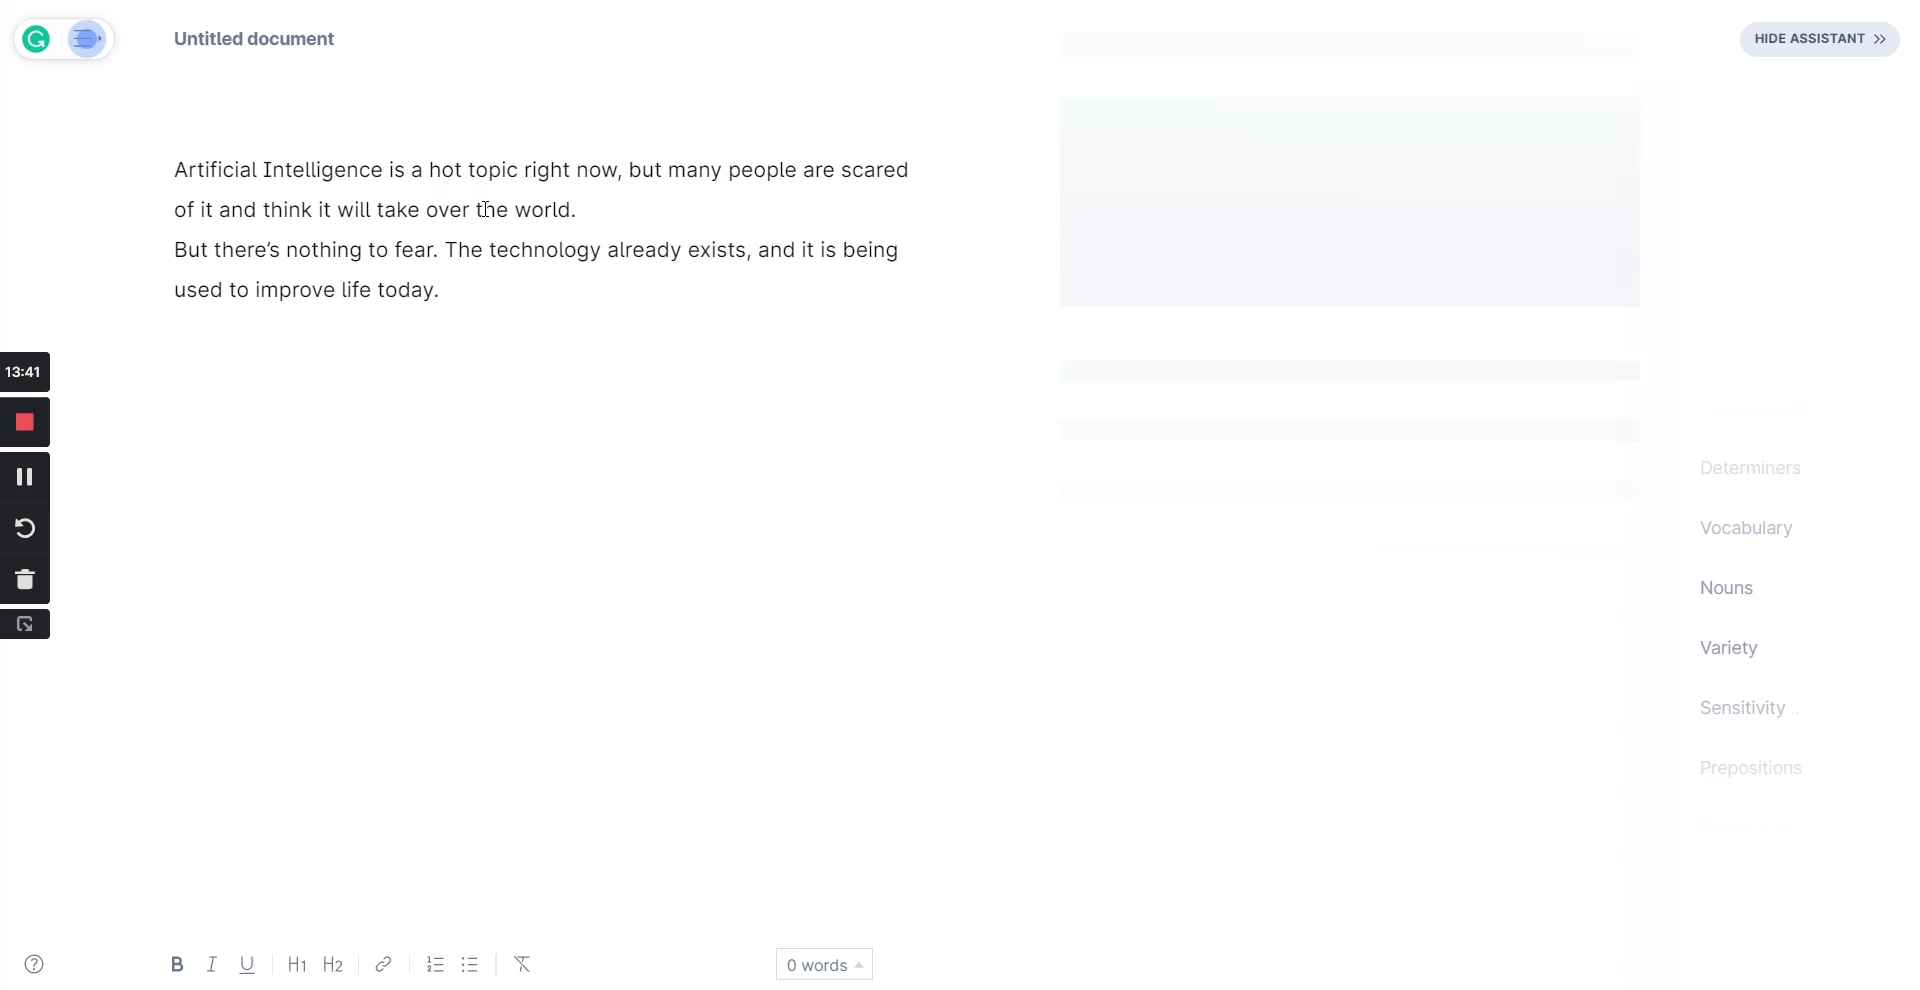 Untitled document
HIDE ASSISTANT
Artificial Intelligence is a hot topic right now, but many people are scared
of it and think it will take over the world.
But there’s nothing to fear. The technology already exists, and it is being
used to improve life today.
13:41
Determiners
Vocabulary
Nouns
Variety
Sensitivity
Prepositions
B I U H1 H2
0 words